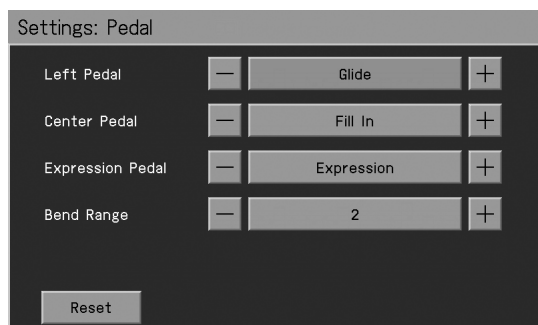 Settings: Pedal
Left Pedal — Glide +
Center Pedal — Fill In +
Expression Pedal — Expression +
Bend Range — 2 +
Reset